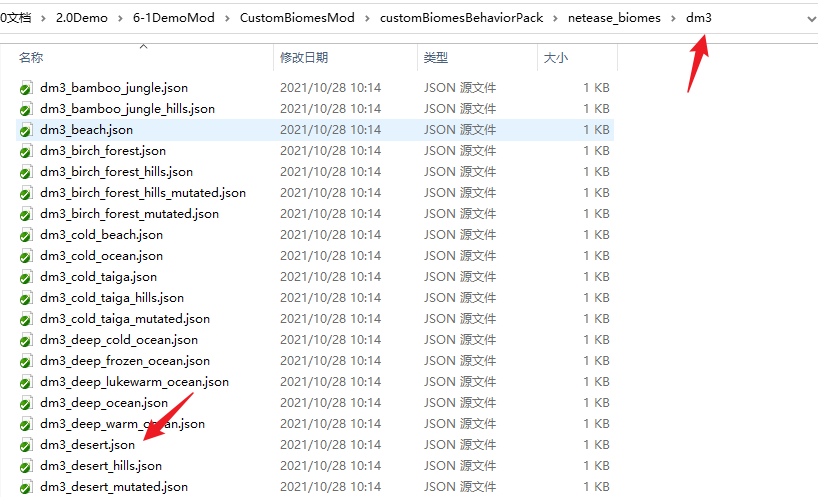 0文档 > 2.0Demo > 6-1DemoMod > CustomBiomesMod > customBiomesBehaviorPack > netease_biomes > dm3
名称 修改日期 类型 大小
dm3_bamboo_jungle.json 2021/10/28 10:14 JSON 源文件 1 KB
dm3_bamboo_jungle_hills.json 2021/10/28 10:14 JSON 源文件 1 KB
dm3_beach.json 2021/10/28 10:14 JSON 源文件 1 KB
dm3_birch_forest.json 2021/10/28 10:14 JSON 源文件 1 KB
dm3_birch_forest_hills.json 2021/10/28 10:14 JSON 源文件 1 KB
dm3_birch_forest_hills_mutated.json 2021/10/28 10:14 JSON 源文件 1 KB
dm3_birch_forest_mutated.json 2021/10/28 10:14 JSON 源文件 1 KB
dm3_cold_beach.json 2021/10/28 10:14 JSON 源文件 1 KB
dm3_cold_ocean.json 2021/10/28 10:14 JSON 源文件 1 KB
dm3_cold_taiga.json 2021/10/28 10:14 JSON 源文件 1 KB
dm3_cold_taiga_hills.json 2021/10/28 10:14 JSON 源文件 1 KB
dm3_cold_taiga_mutated.json 2021/10/28 10:14 JSON 源文件 1 KB
dm3_deep_cold_ocean.json 2021/10/28 10:14 JSON 源文件 1 KB
dm3_deep_frozen_ocean.json 2021/10/28 10:14 JSON 源文件 1 KB
dm3_deep_lukewarm_ocean.json 2021/10/28 10:14 JSON 源文件 1 KB
dm3_deep_ocean.json 2021/10/28 10:14 JSON 源文件 1 KB
dm3_deep_warm_ocean.json 2021/10/28 10:14 JSON 源文件 1 KB
dm3_desert.json 2021/10/28 10:14 JSON 源文件 1 KB
dm3_desert_hills.json 2021/10/28 10:14 JSON 源文件 1 KB
dm3_desert_mutated.json 2021/10/28 10:14 JSON 源文件 1 KB